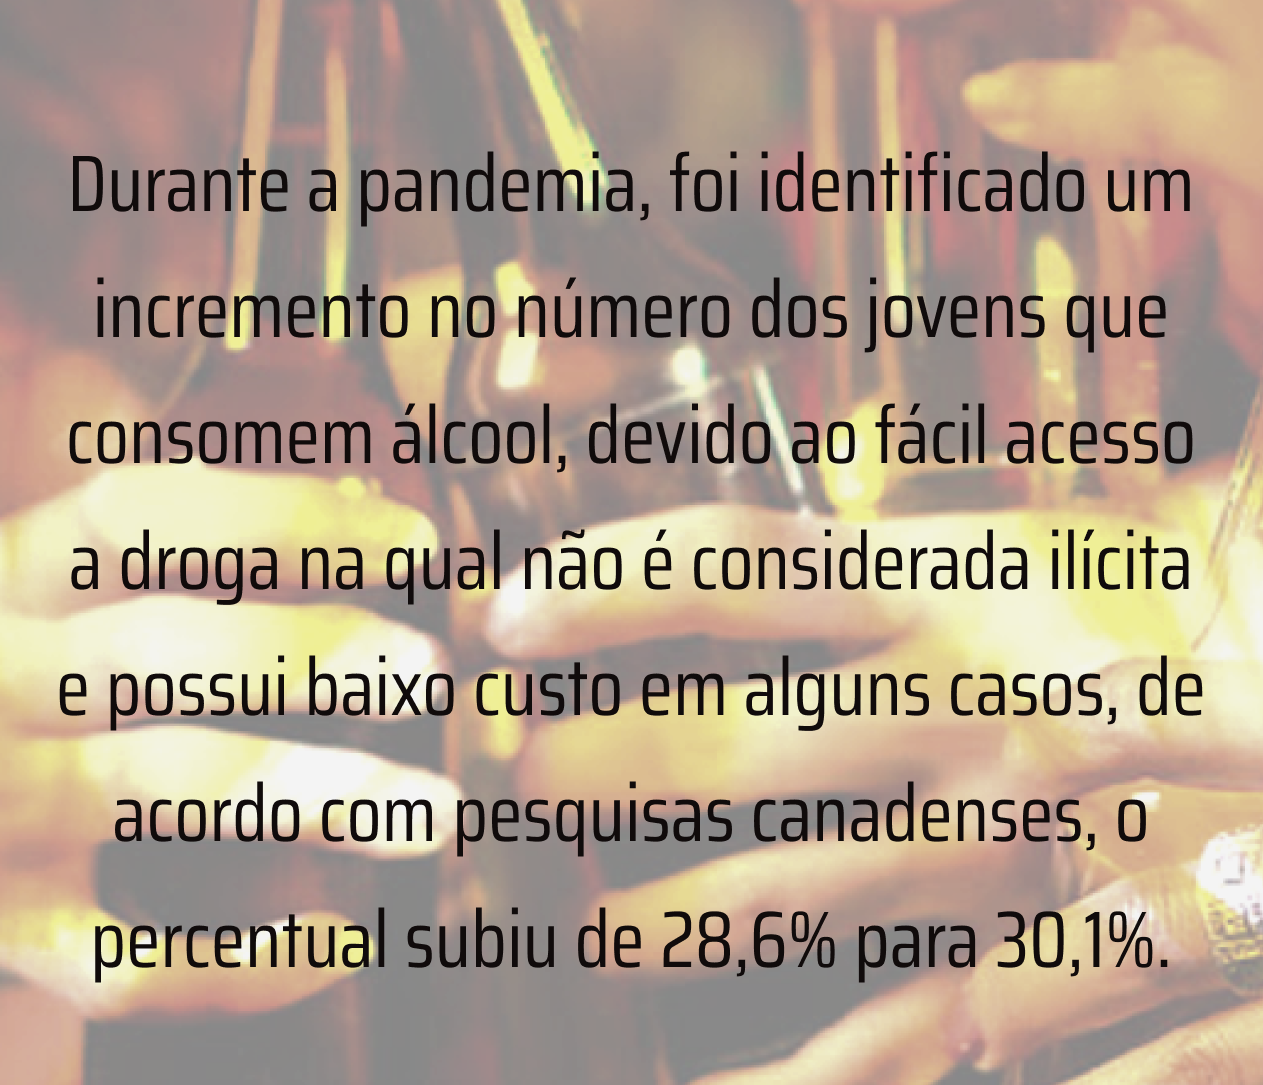 Durante a pandemia, foi identificado um
incremento no número dos jovens que
consomem álcool, devido ao fácil acesso
a droga na qual não é considerada ilícita
e possui baixo custo em alguns casos, de
acordo com pesquisas canadenses, o
percentual subiu de 28,6% para 30,1%.